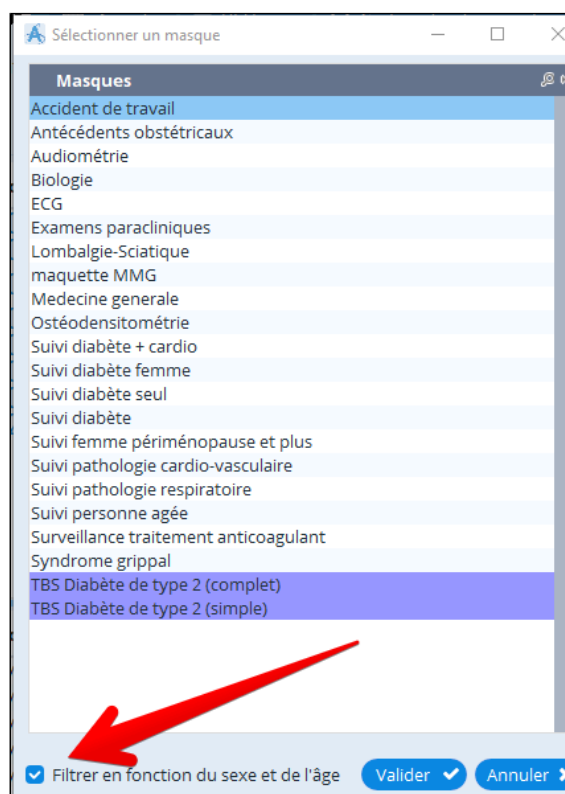 Sélectionner un masque
Masques
Accident de travail
Antécédents obstétricaux
Audiométrie
Biologie
ECG
Examens paracliniques
Lombalgie-Sciatique
maquette MMG
Medecine generale
Ostéodensitométrie
Suivi diabète + cardio
Suivi diabète femme
Suivi diabète seul
Suivi diabète
Suivi femme périménopause et plus
Suivi pathologie cardio-vasculaire
Suivi pathologie respiratoire
Suivi personne agée
Surveillance traitement anticoagulant
Syndrome grippal
TBS Diabète de type 2 (complet)
TBS Diabète de type 2 (simple)
Filtrer en fonction du sexe et de l'âge Valider Annuler